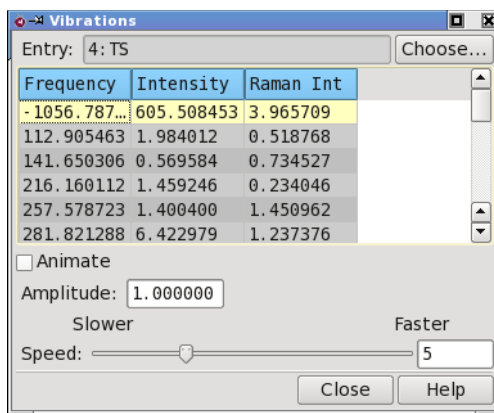 Vibrations
Entry: 4:TS Choose...
Frequency Intensity Raman Int
-1056.787… 605.508453 3.965709
112.905463 1.984012 0.518768
141.650306 0.569584 0.734527
216.160112 1.459246 0.234046
257.578723 1.400400 1.450962
281.821288 6.422979 1.237376
Animate
Amplitude: 1.000000
Slower Faster
Speed: 5
Close Help